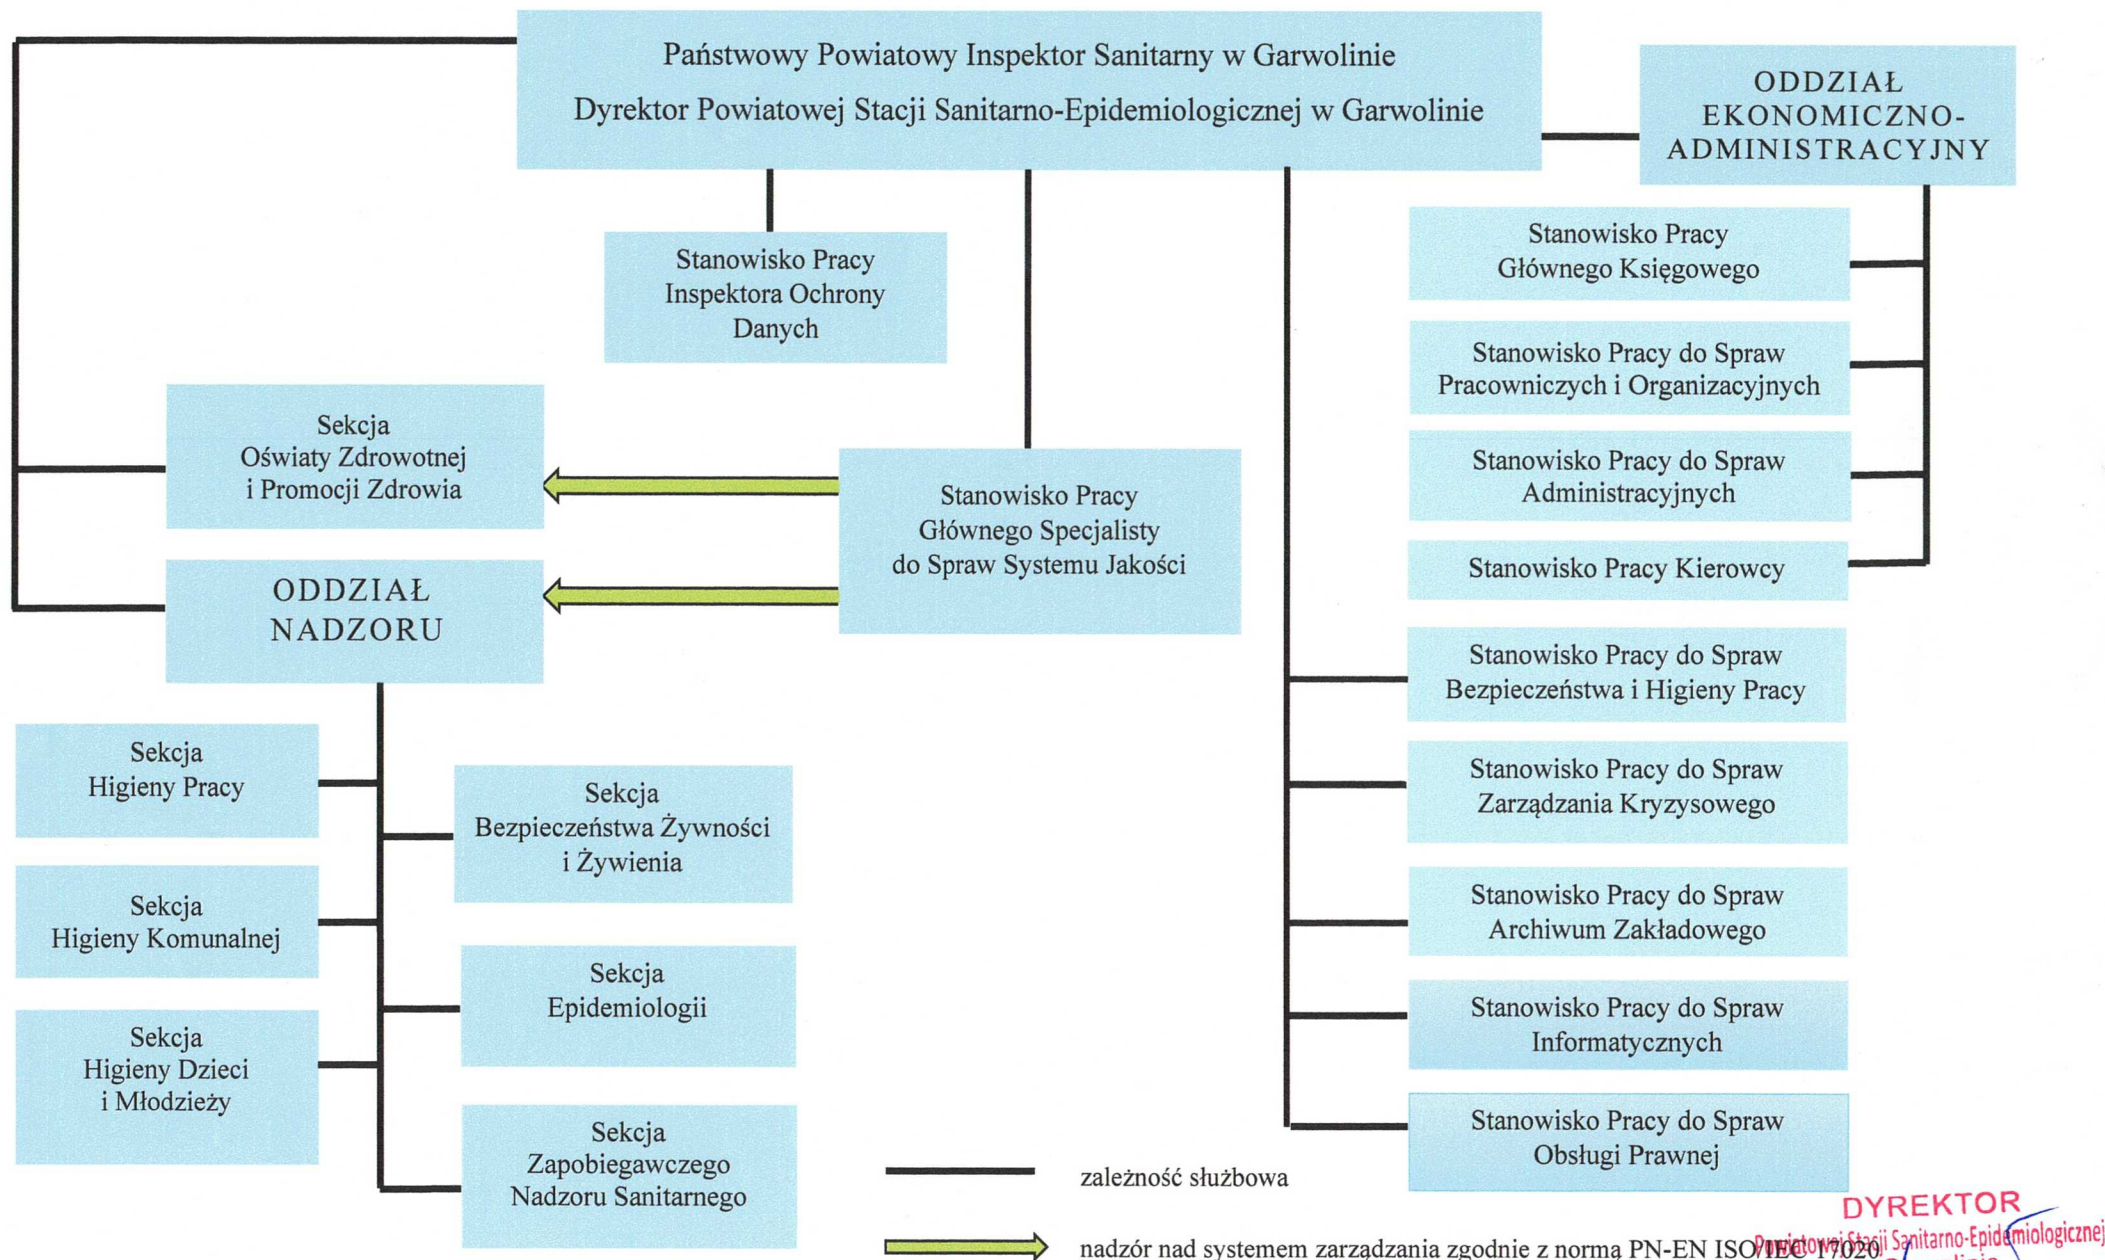 Państwowy Powiatowy Inspektor Sanitarny w Garwolinie
Dyrektor Powiatowej Stacji Sanitarno-Epidemiologicznej w Garwolinie
ODDZIAŁ
EKONOMICZNO-
ADMINISTRACYJNY
Stanowisko Pracy
Inspektora Ochrony
Danych
Stanowisko Pracy
Głównego Księgowego
Stanowisko Pracy do Spraw
Pracowniczych i Organizacyjnych
Stanowisko Pracy do Spraw
Administracyjnych
Stanowisko Pracy Kierowcy
Sekcja
Oświaty Zdrowotnej
i Promocji Zdrowia
Stanowisko Pracy
Głównego Specjalisty
do Spraw Systemu Jakości
ODDZIAŁ
NADZORU
Stanowisko Pracy do Spraw
Bezpieczeństwa i Higieny Pracy
Stanowisko Pracy do Spraw
Zarządzania Kryzysowego
Stanowisko Pracy do Spraw
Archiwum Zakładowego
Stanowisko Pracy do Spraw
Informatycznych
Stanowisko Pracy do Spraw
Obsługi Prawnej
Sekcja
Higieny Pracy
Sekcja
Higieny Komunalnej
Sekcja
Higieny Dzieci
i Młodzieży
Sekcja
Bezpieczeństwa Żywności
i Żywienia
Sekcja
Epidemiologii
Sekcja
Zapobiegawczego
Nadzoru Sanitarnego
zależność służbowa
nadzór nad systemem zarządzania zgodnie z normą PN-EN ISO/IEC 17020
DYREKTOR
Powiatowej Stacji Sanitarno-Epidemiologicznej